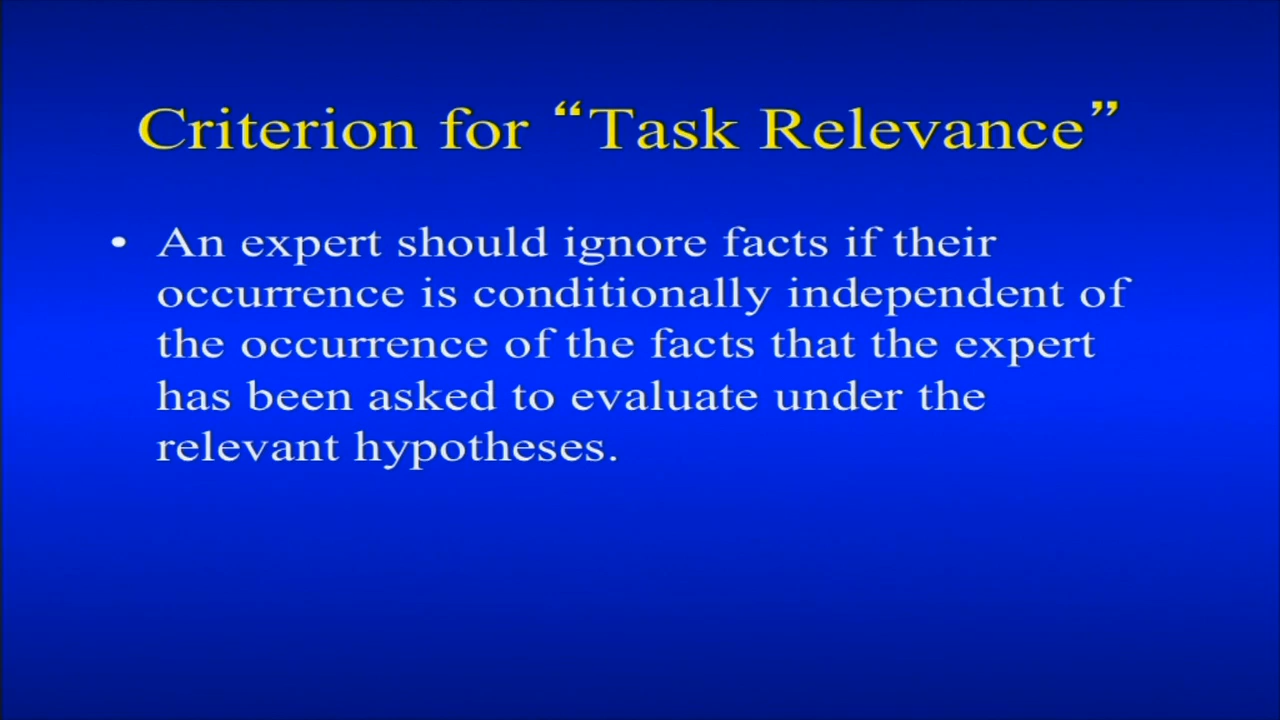 Criterion for “Task Relevance”
• An expert should ignore facts if their
occurrence is conditionally independent of
the occurrence of the facts that the expert
has been asked to evaluate under the
relevant hypotheses.